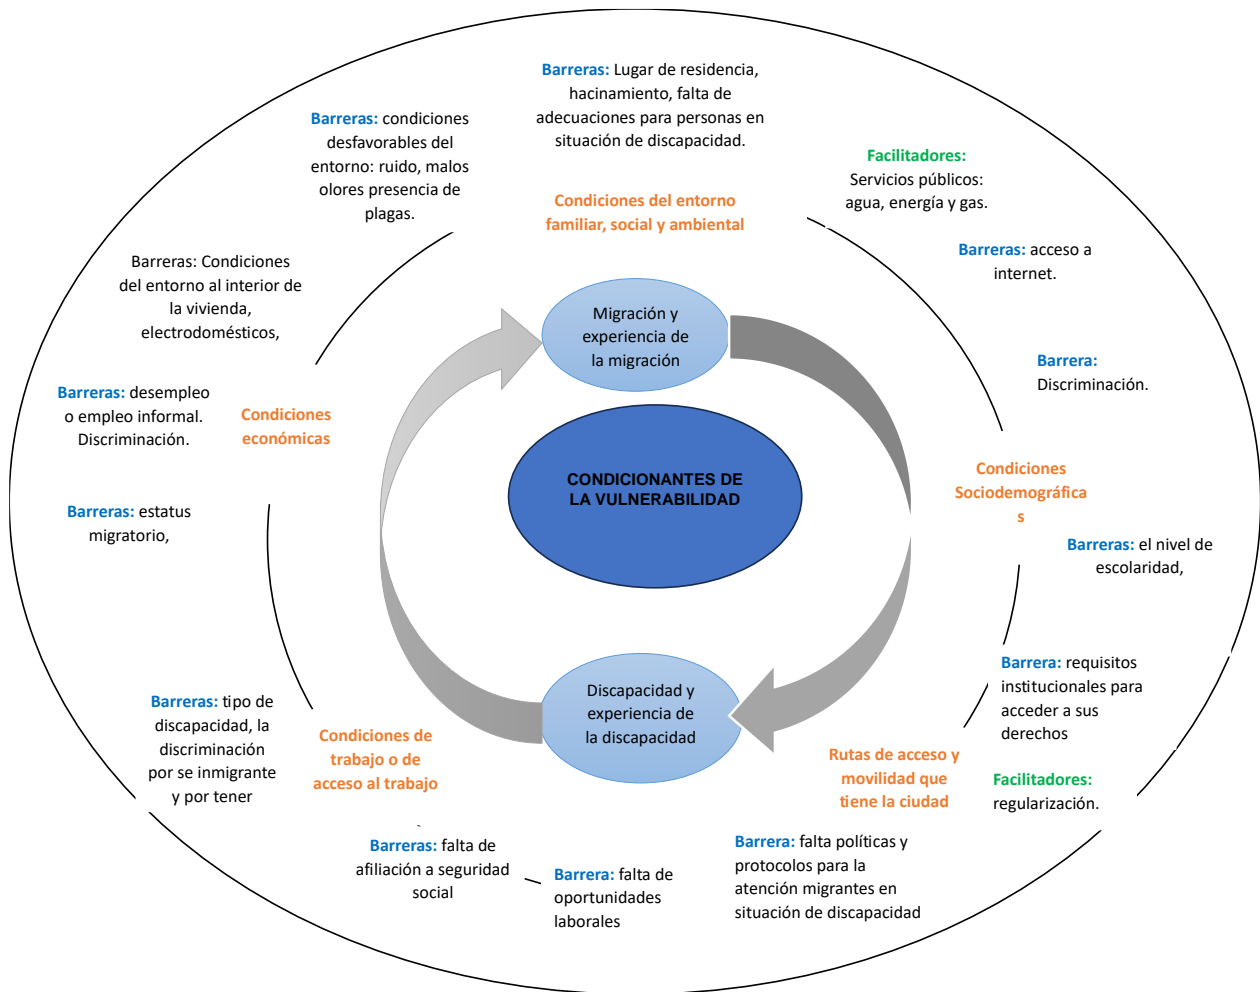 Barreras: Lugar de residencia,
hacinamiento, falta de
adecuaciones para personas en
situación de discapacidad.
Barreras: condiciones
desfavorables del
entorno: ruido, malos
olores presencia de
plagas.
Facilitadores:
Servicios públicos:
agua, energía y gas.
Condiciones del entorno
familiar, social y ambiental
Barreras: acceso a
internet.
Barreras: Condiciones
del entorno al interior de
la vivienda,
electrodomésticos,
Migración y
experiencia de
la migración
Barrera:
Discriminación.
Barreras: desempleo
o empleo informal.
Discriminación.
Condiciones
económicas
CONDICIONANTES DE
LA VULNERABILIDAD
Condiciones
Sociodemográfica
s
Barreras: estatus
migratorio,
Barreras: el nivel de
escolaridad,
Barrera: requisitos
institucionales para
acceder a sus
derechos
Discapacidad y
experiencia de
la discapacidad
Barreras: tipo de
discapacidad, la
discriminación
por se inmigrante
y por tener
Condiciones de
trabajo o de
acceso al trabajo
Rutas de acceso y
movilidad que
tiene la ciudad
Facilitadores:
regularización.
Barreras: falta de
afiliación a seguridad
social
Barrera: falta de
oportunidades
laborales
Barrera: falta políticas y
protocolos para la
atención migrantes en
situación de discapacidad